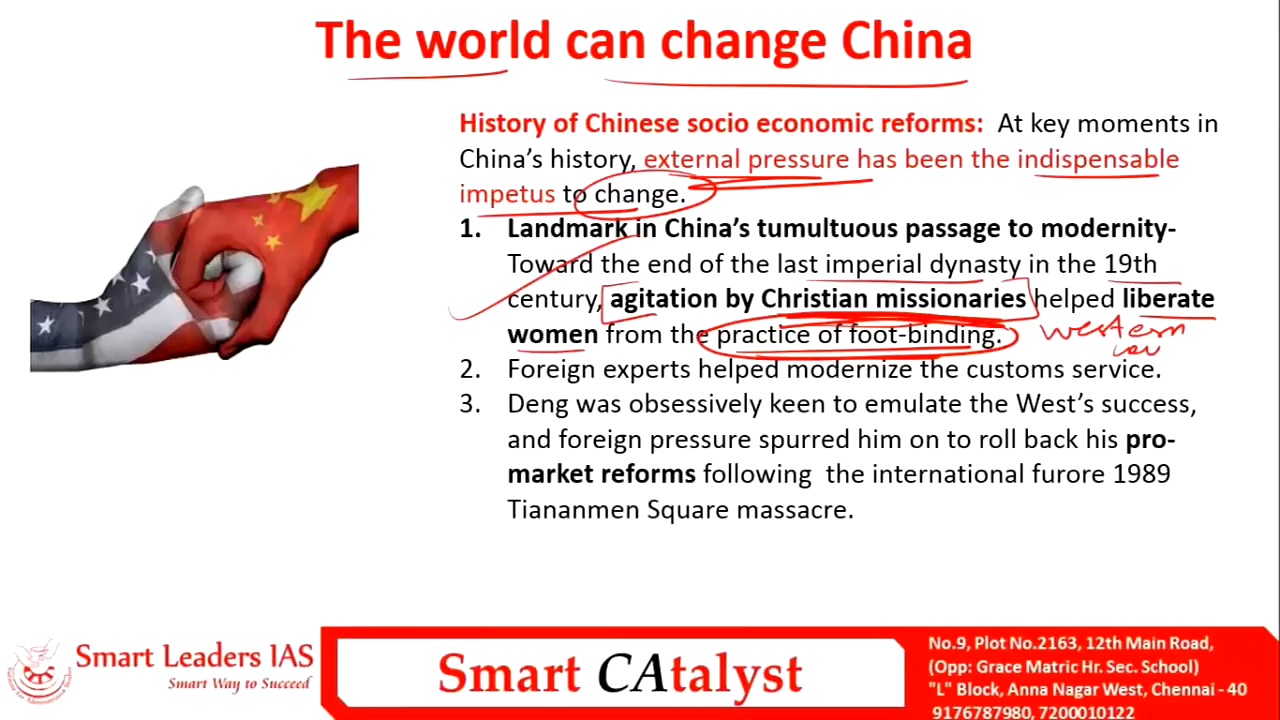 The world can change China
History of Chinese socio economic reforms: At key moments in
China's history, external pressure has been the indispensable
impetus to change.
1. Landmark in China's tumultuous passage to modernity-
Toward the end of the last imperial dynasty in the 19th
century, agitation by Christian missionaries helped liberate
women from the practice of foot-binding.
western
2. Foreign experts helped modernize the customs service.
3. Deng was obsessively keen to emulate the West's success,
and foreign pressure spurred him on to roll back his pro-
market reforms following the international furore 1989
Tiananmen Square massacre.
Smart Leaders IAS
Smart Way to Succeed
Smart CAtalyst
No.9, Plot No.2163, 12th Main Road,
(Opp: Grace Matric Hr. Sec. School)
"L" Block, Anna Nagar West, Chennai - 40
9176787980, 7200010122